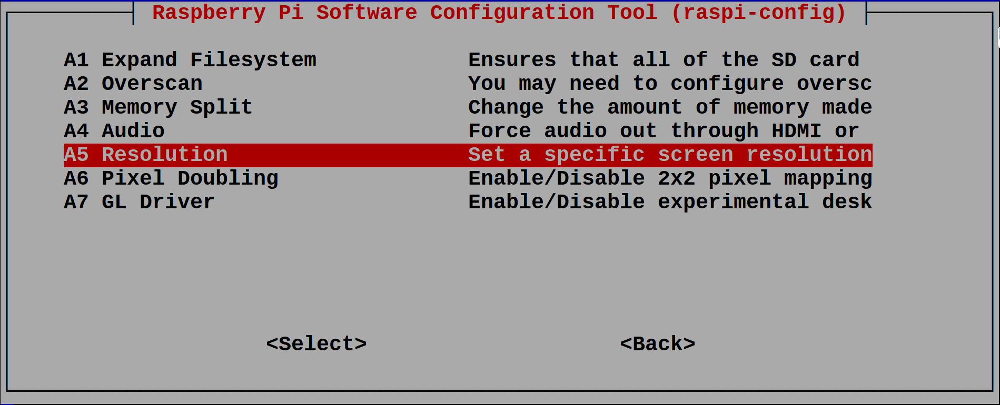 Raspberry Pi Software Configuration Tool (raspi-config)
A1 Expand Filesystem Ensures that all of the SD card
A2 Overscan You may need to configure oversc
A3 Memory Split Change the amount of memory made
A4 Audio Force audio out through HDMI or
A5 Resolution Set a specific screen resolution
A6 Pixel Doubling Enable/Disable 2x2 pixel mapping
A7 GL Driver Enable/Disable experimental desk
<Select> <Back>